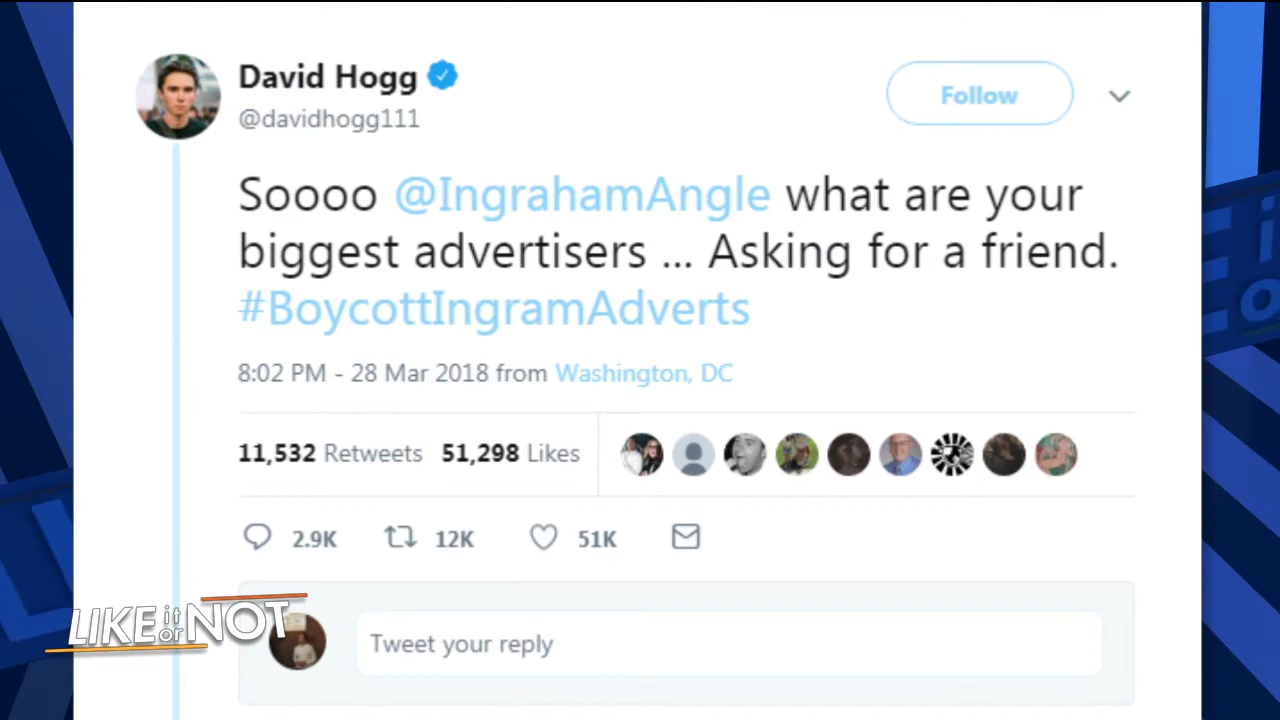 David Hogg
@davidhogg111
Follow
Soooo @IngrahamAngle what are your
biggest advertisers ... Asking for a friend.
#BoycottIngramAdverts
8:02 PM - 28 Mar 2018 from Washington, DC
11,532 Retweets 51,298 Likes
2.9K 12K 51K
LIKE it or NOT
Tweet your reply